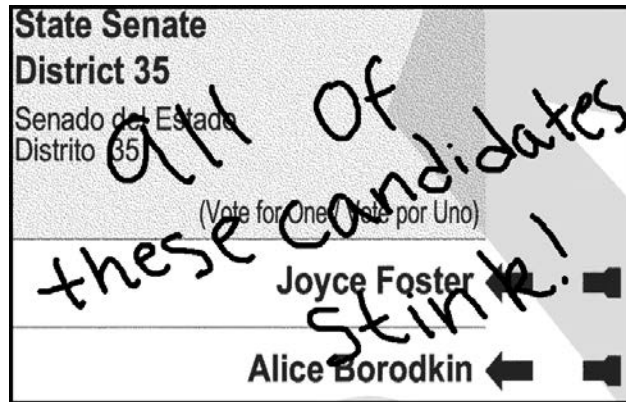 State Senate
District 35
Senado del Estado
Distrito 35
(Vote for One / Vote por Uno)
Joyce Foster
Alice Borodkin
all of
these candidates
stink!